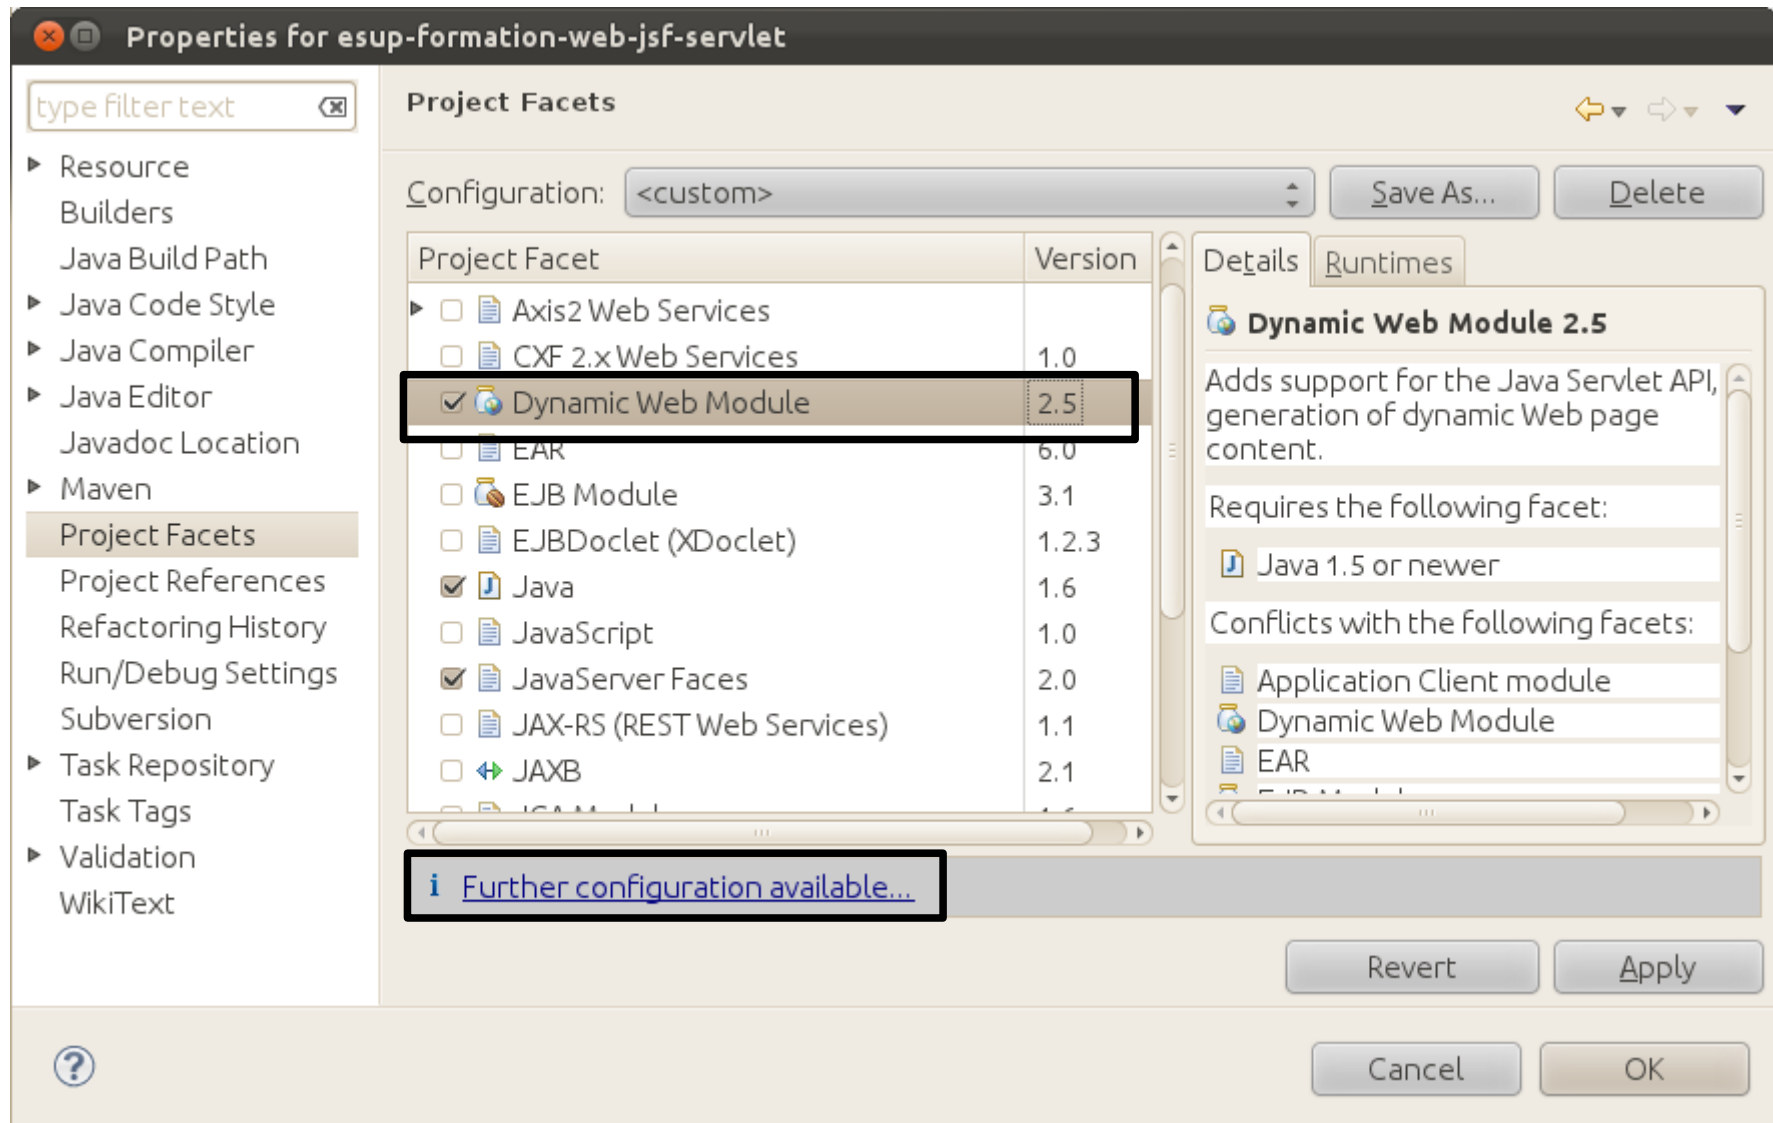 Properties for esup-formation-web-jsf-servlet
type filter text
Resource
Builders
Java Build Path
Java Code Style
Java Compiler
Java Editor
Javadoc Location
Maven
Project Facets
Project References
Refactoring History
Run/Debug Settings
Subversion
Task Repository
Task Tags
Validation
WikiText
Project Facets
Configuration: <custom> Save As... Delete
Project Facet Version
Axis2 Web Services
CXF 2.x Web Services 1.0
Dynamic Web Module 2.5
EAR 6.0
EJB Module 3.1
EJBDoclet (XDoclet) 1.2.3
Java 1.6
JavaScript 1.0
JavaServer Faces 2.0
JAX-RS (REST Web Services) 1.1
JAXB 2.1
Details Runtimes
Dynamic Web Module 2.5
Adds support for the Java Servlet API,
generation of dynamic Web page
content.
Requires the following facet:
Java 1.5 or newer
Conflicts with the following facets:
Application Client module
Dynamic Web Module
EAR
i Further configuration available...
Revert Apply
? Cancel OK